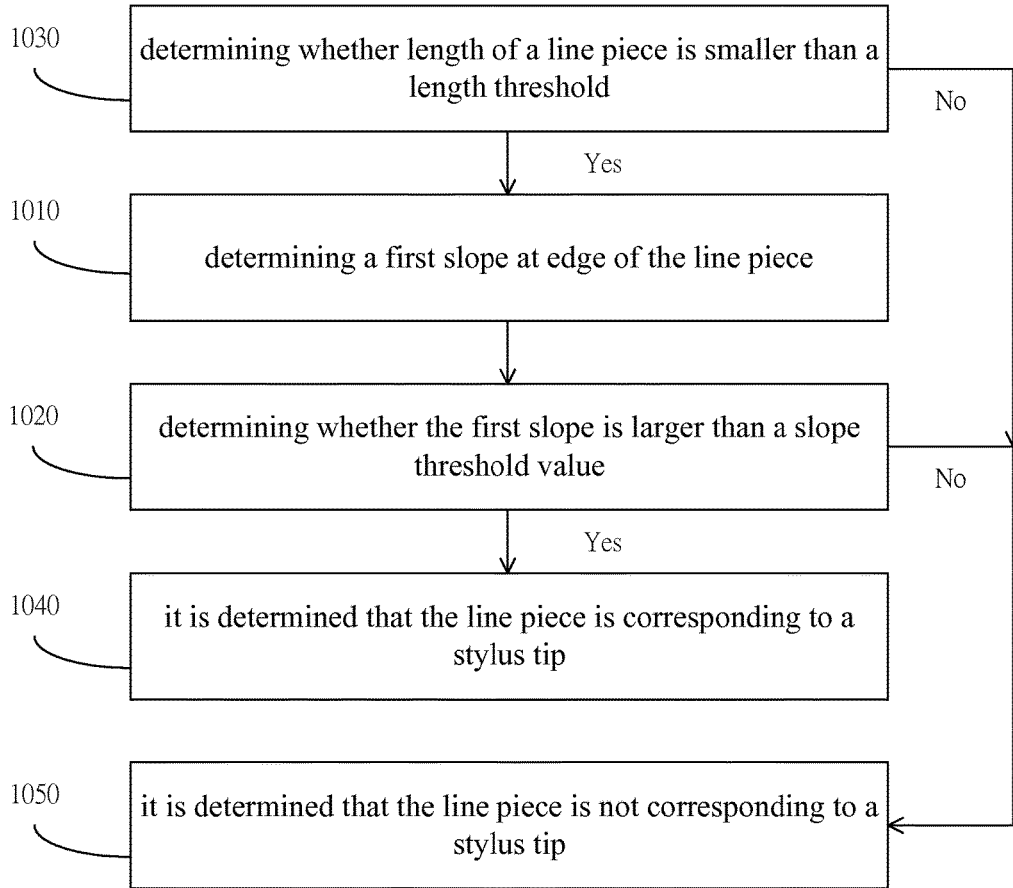 1030
determining whether length of a line piece is smaller than a
length threshold
No
Yes
1010
determining a first slope at edge of the line piece
1020
determining whether the first slope is larger than a slope
threshold value
No
Yes
1040
it is determined that the line piece is corresponding to a
stylus tip
1050
it is determined that the line piece is not corresponding to a
stylus tip